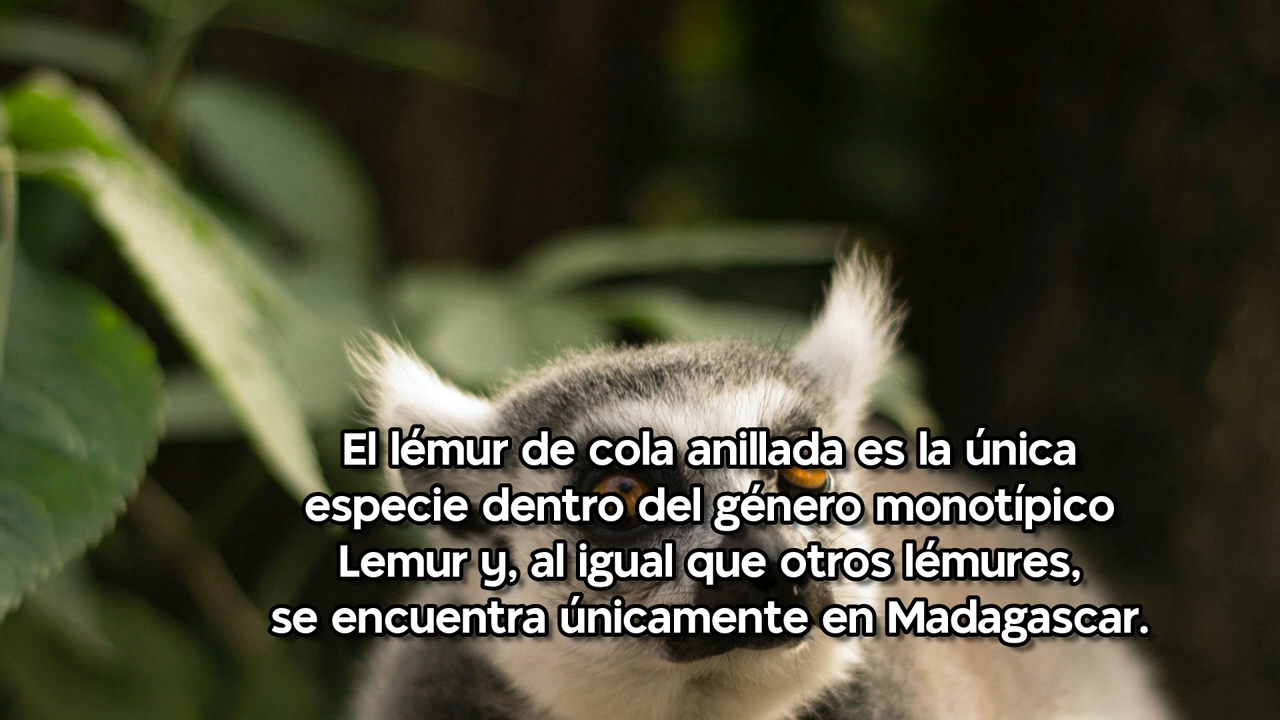 El lémur de cola anillada es la única
especie dentro del género monotípico
Lemur y, al igual que otros lémures,
se encuentra únicamente en Madagascar.